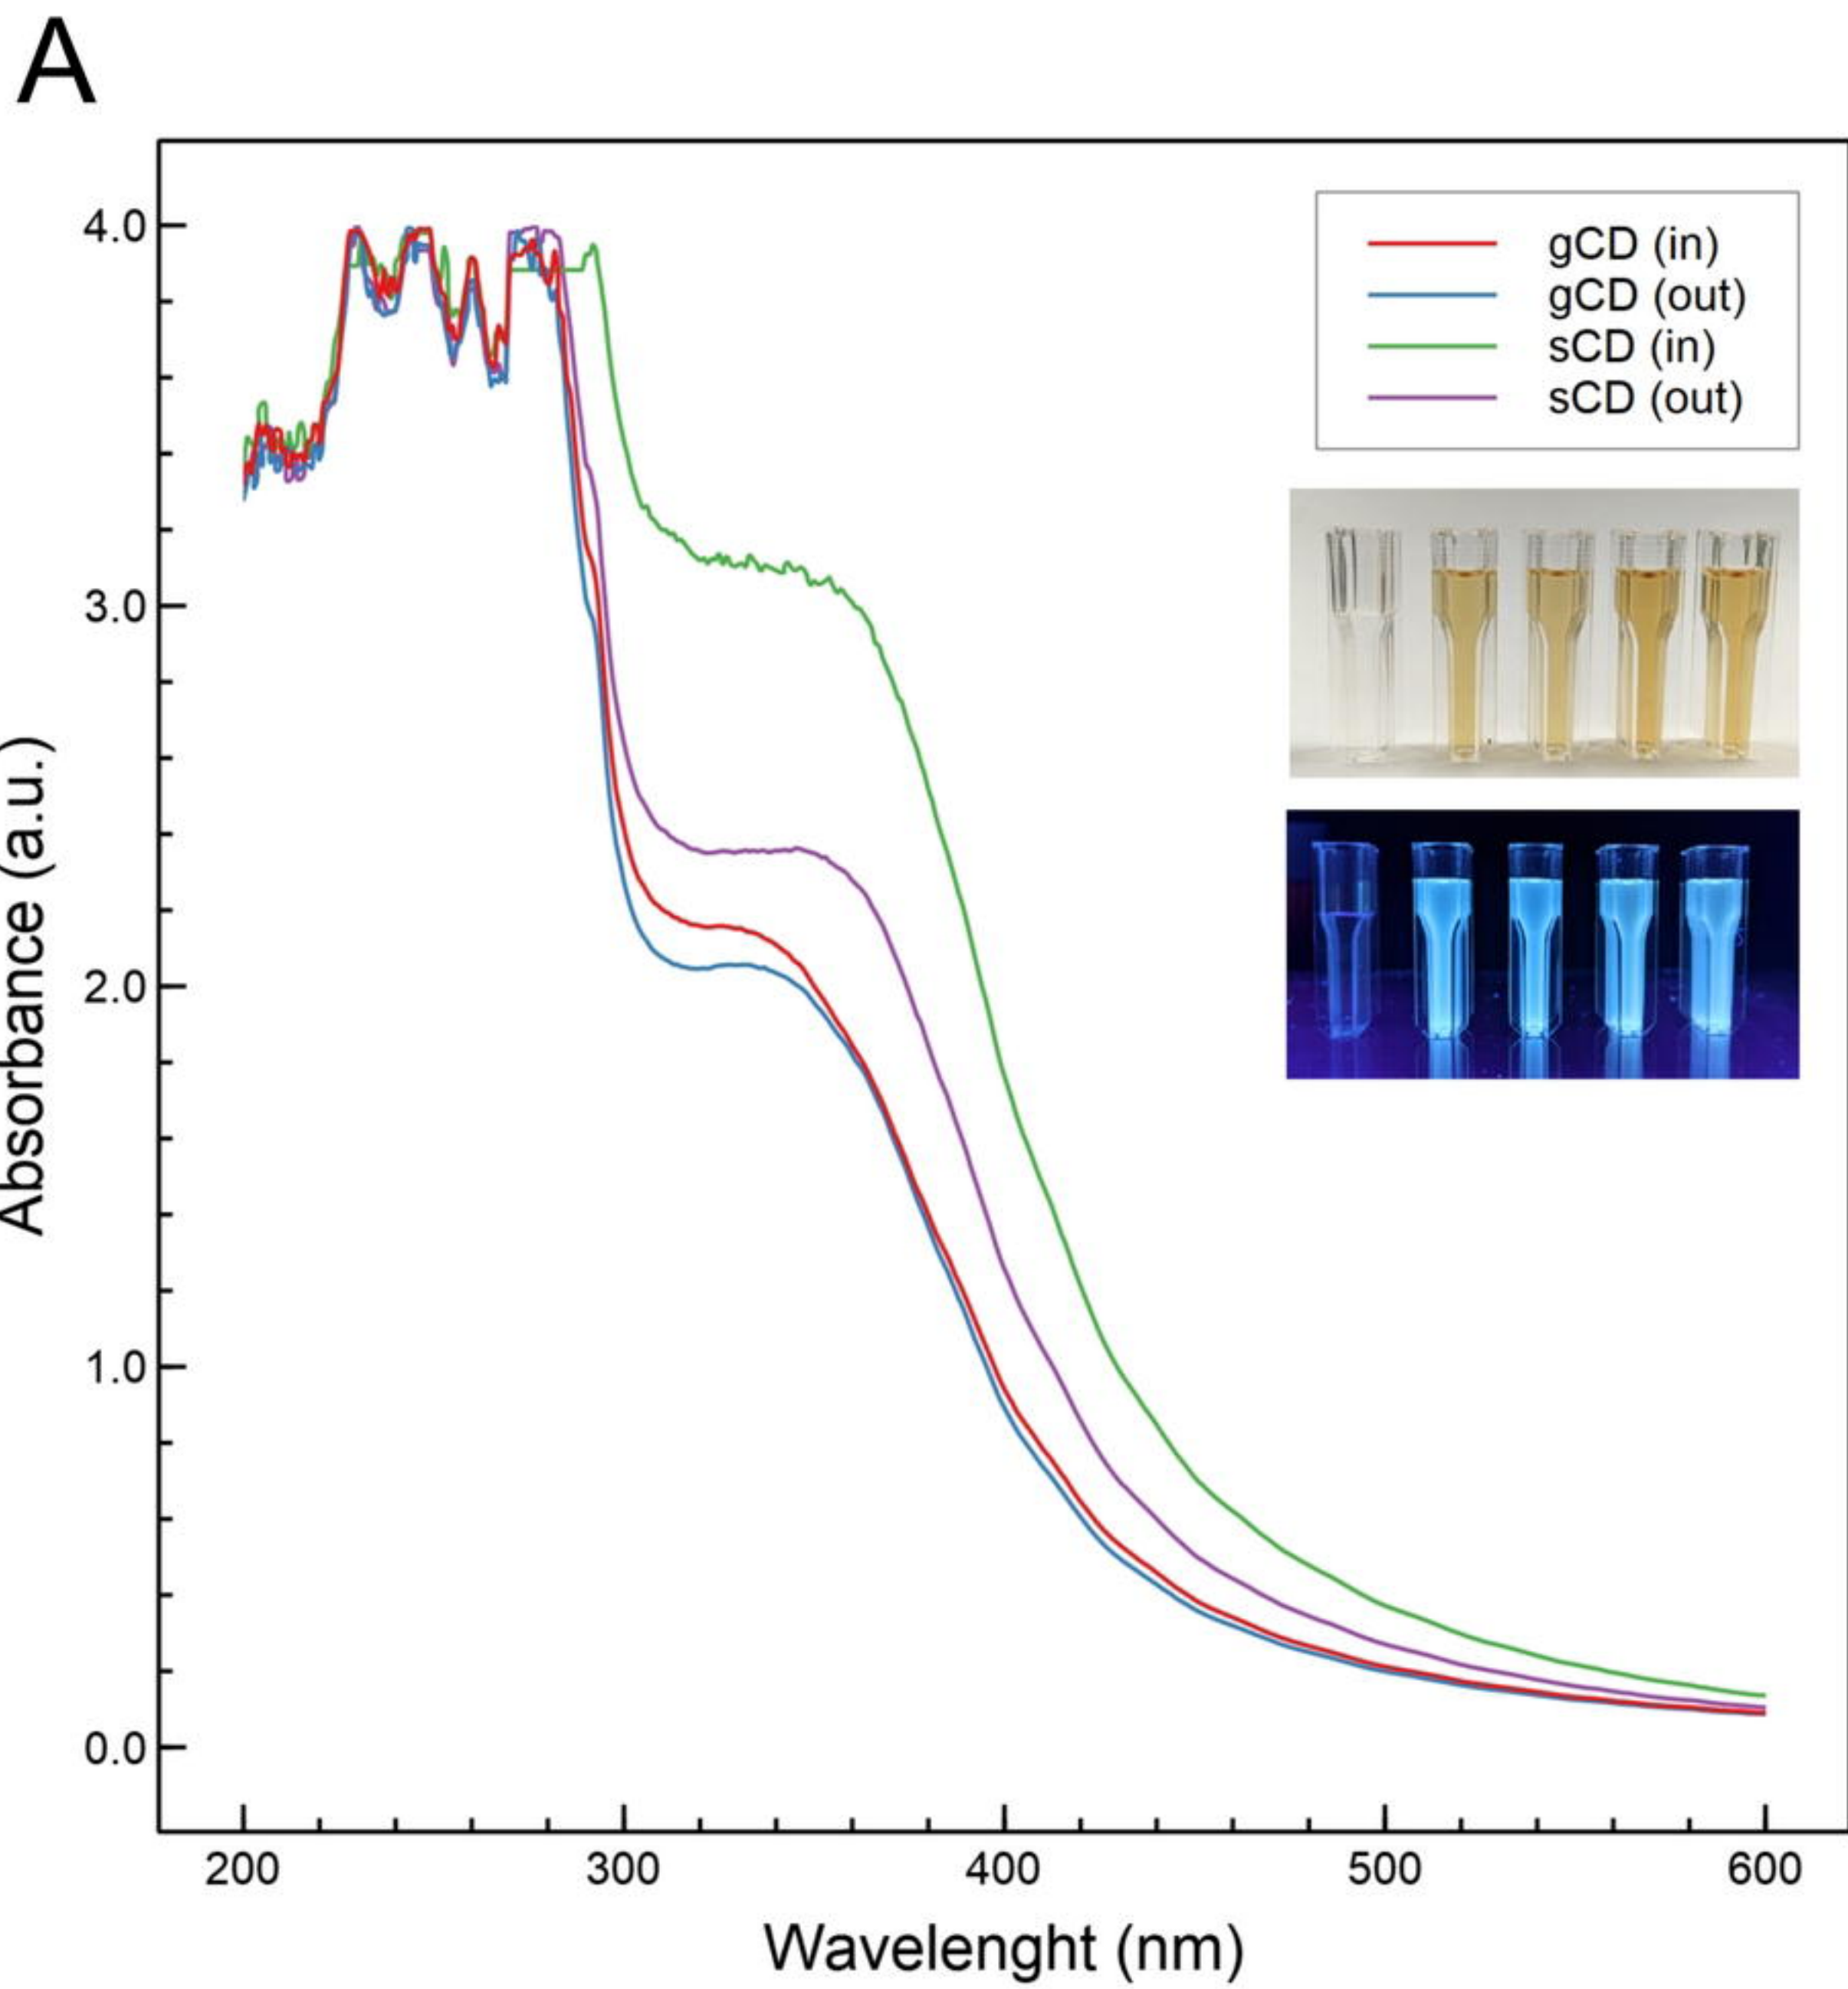 A
4.0
3.0
2.0
1.0
0.0
Absorbance (a.u.)
gCD (in)
gCD (out)
sCD (in)
sCD (out)
200 300 400 500 600
Wavelenght (nm)